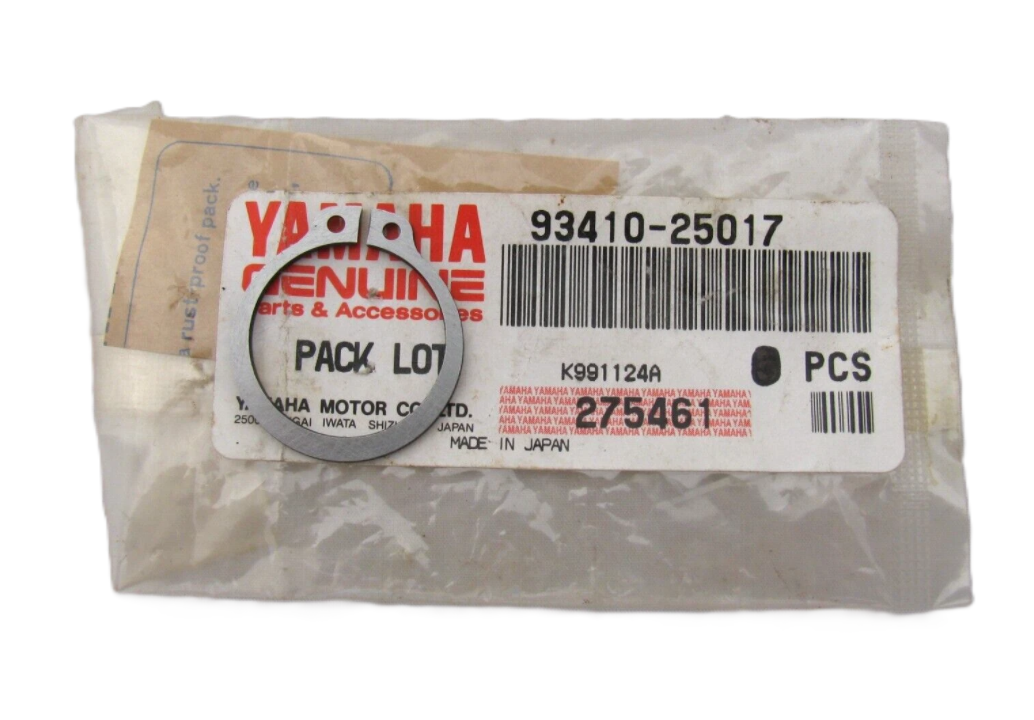 YAMAHA
GENUINE
Parts & Accessories
93410-25017
PACK LOT
K991124A
PCS
275461
YAMAHA MOTOR CO., LTD.
IWATA JAPAN
MADE IN JAPAN
a rust-proof pack.